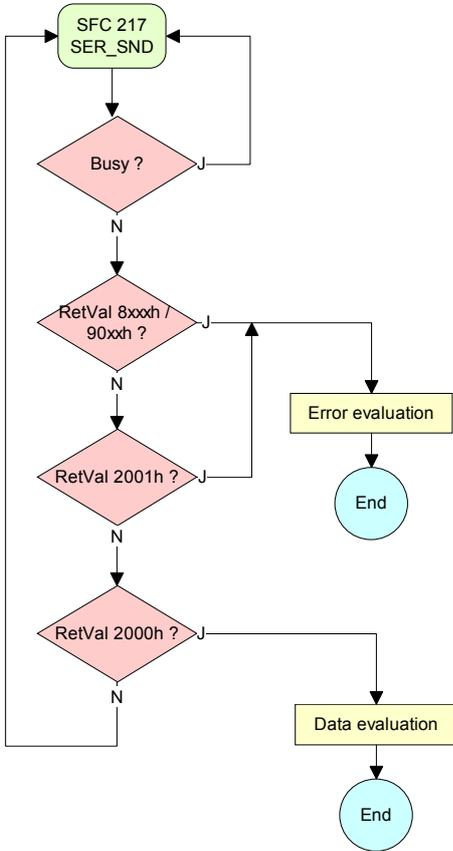 SFC 217
SER_SND
Busy ?
J
N
RetVal 8xxxh /
90xxh ?
J
N
Error evaluation
RetVal 2001h ?
J
End
N
RetVal 2000h ?
J
N
Data evaluation
End